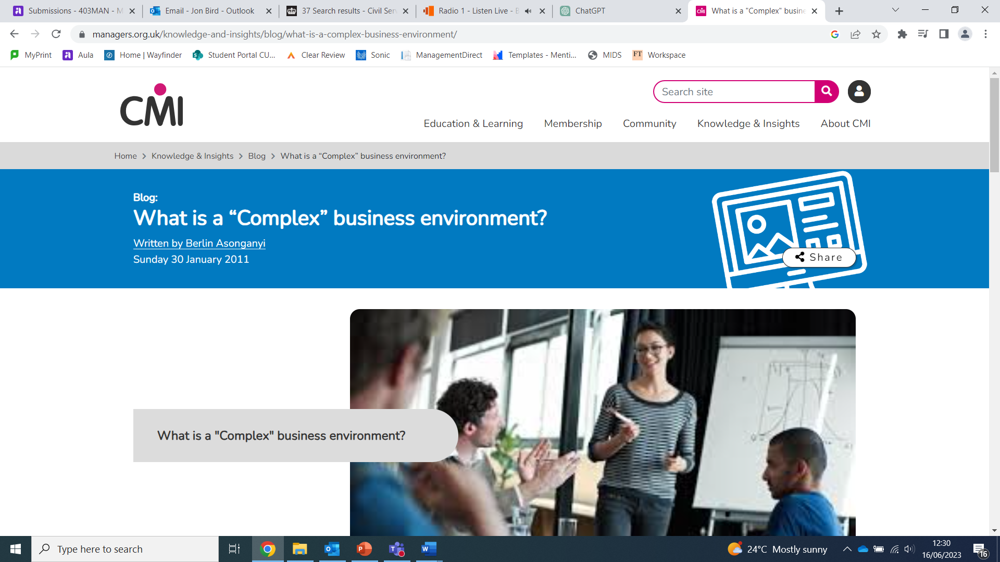 Submissions - 403MAN - M
Email - Jon Bird - Outlook
37 Search results - Civil Ser
Radio 1 - Listen Live - B
ChatGPT
What is a "Complex" busine
managers.org.uk/knowledge-and-insights/blog/what-is-a-complex-business-environment/
MyPrint
Aula
Home | Wayfinder
Student Portal CU...
Clear Review
Sonic
ManagementDirect
Templates - Menti...
MIDS
FT Workspace
CMI
Search site
Education & Learning
Membership
Community
Knowledge & Insights
About CMI
Home > Knowledge & Insights > Blog > What is a “Complex” business environment?
Blog:
What is a “Complex” business environment?
Written by Berlin Asonganyi
Sunday 30 January 2011
Share
What is a "Complex" business environment?
Type here to search
24°C Mostly sunny
12:30
16/06/2023
16